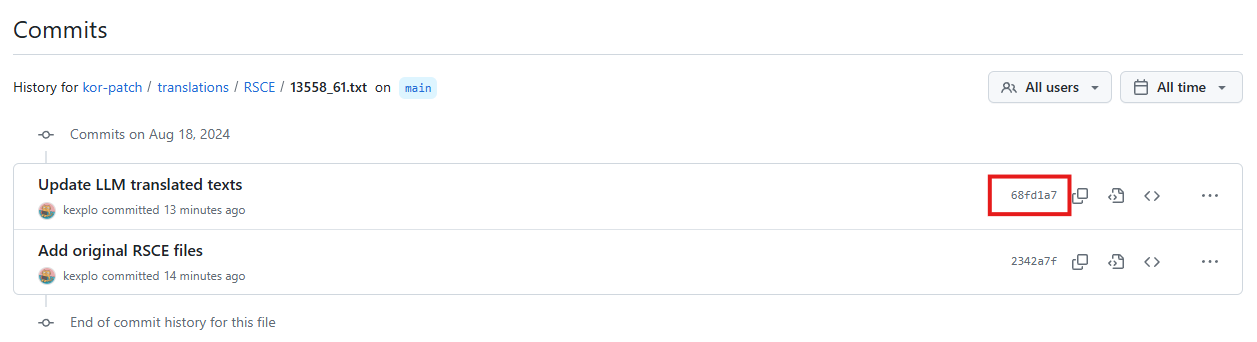 Commits
History for kor-patch / translations / RSCE / 13558_61.txt on main
All users
All time
Commits on Aug 18, 2024
Update LLM translated texts
68fd1a7
kexplo committed 13 minutes ago
Add original RSCE files
2342a7f
kexplo committed 14 minutes ago
End of commit history for this file